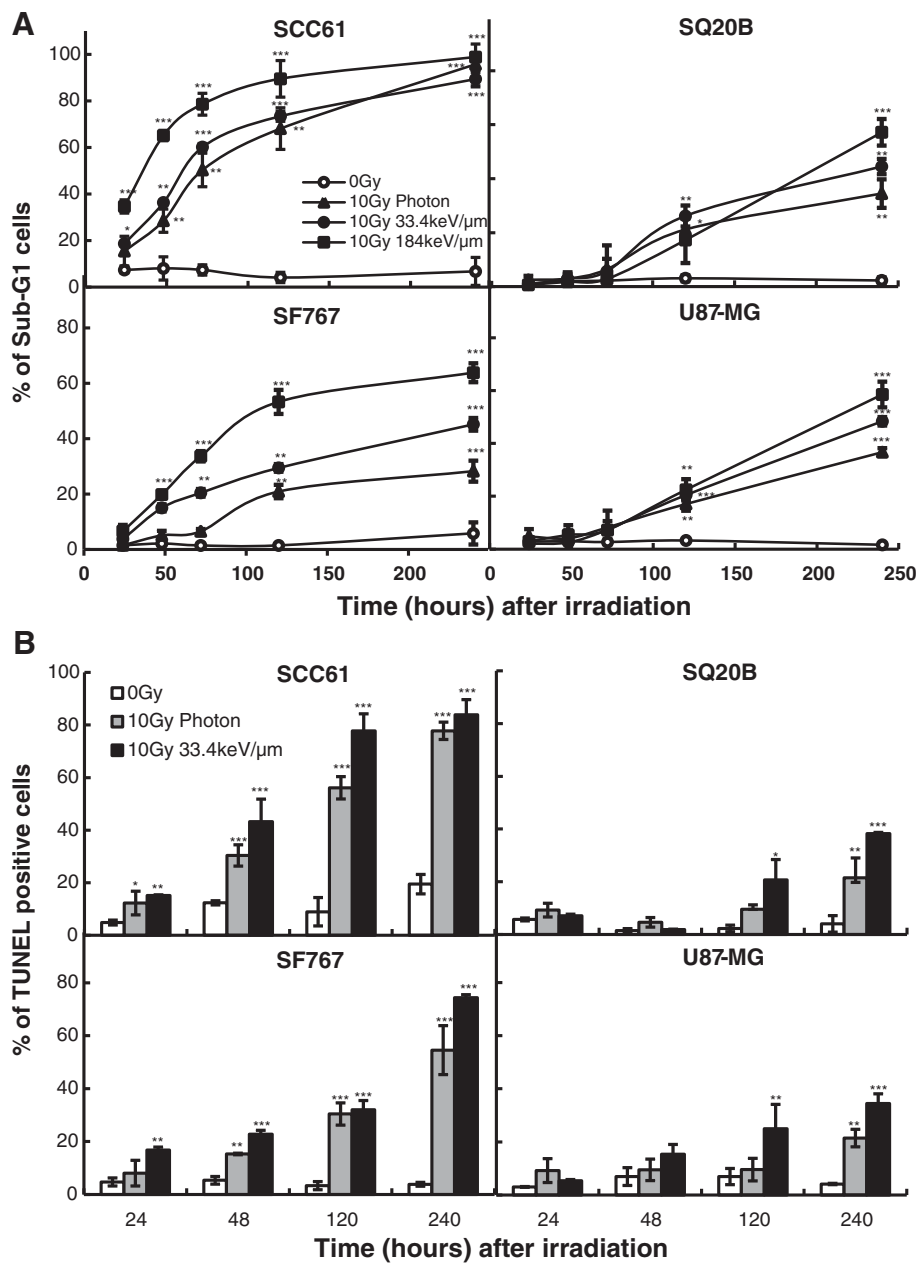 A
SCC61
SQ20B
% of Sub-G1 cells
100
80
60
40
20
0
***
***
***
***
***
***
***
***
***
**
*
**
**
**
**
0Gy
10Gy Photon
10Gy 33.4keV/µm
10Gy 184keV/µm
**
*
***
**
**
SF767
U87-MG
80
60
40
20
0
***
***
***
***
***
**
**
**
***
**
***
**
***
***
***
0 50 100 150 200 0 50 100 150 200 250
Time (hours) after irradiation
B
SCC61
SQ20B
% of TUNEL positive cells
100
80
60
40
20
0
0Gy
10Gy Photon
10Gy 33.4keV/µm
* ** *** *** *** *** *** ***
* ** ***
SF767
U87-MG
80
60
40
20
0
** ** *** *** *** *** ***
** ** ***
24 48 120 240 24 48 120 240
Time (hours) after irradiation